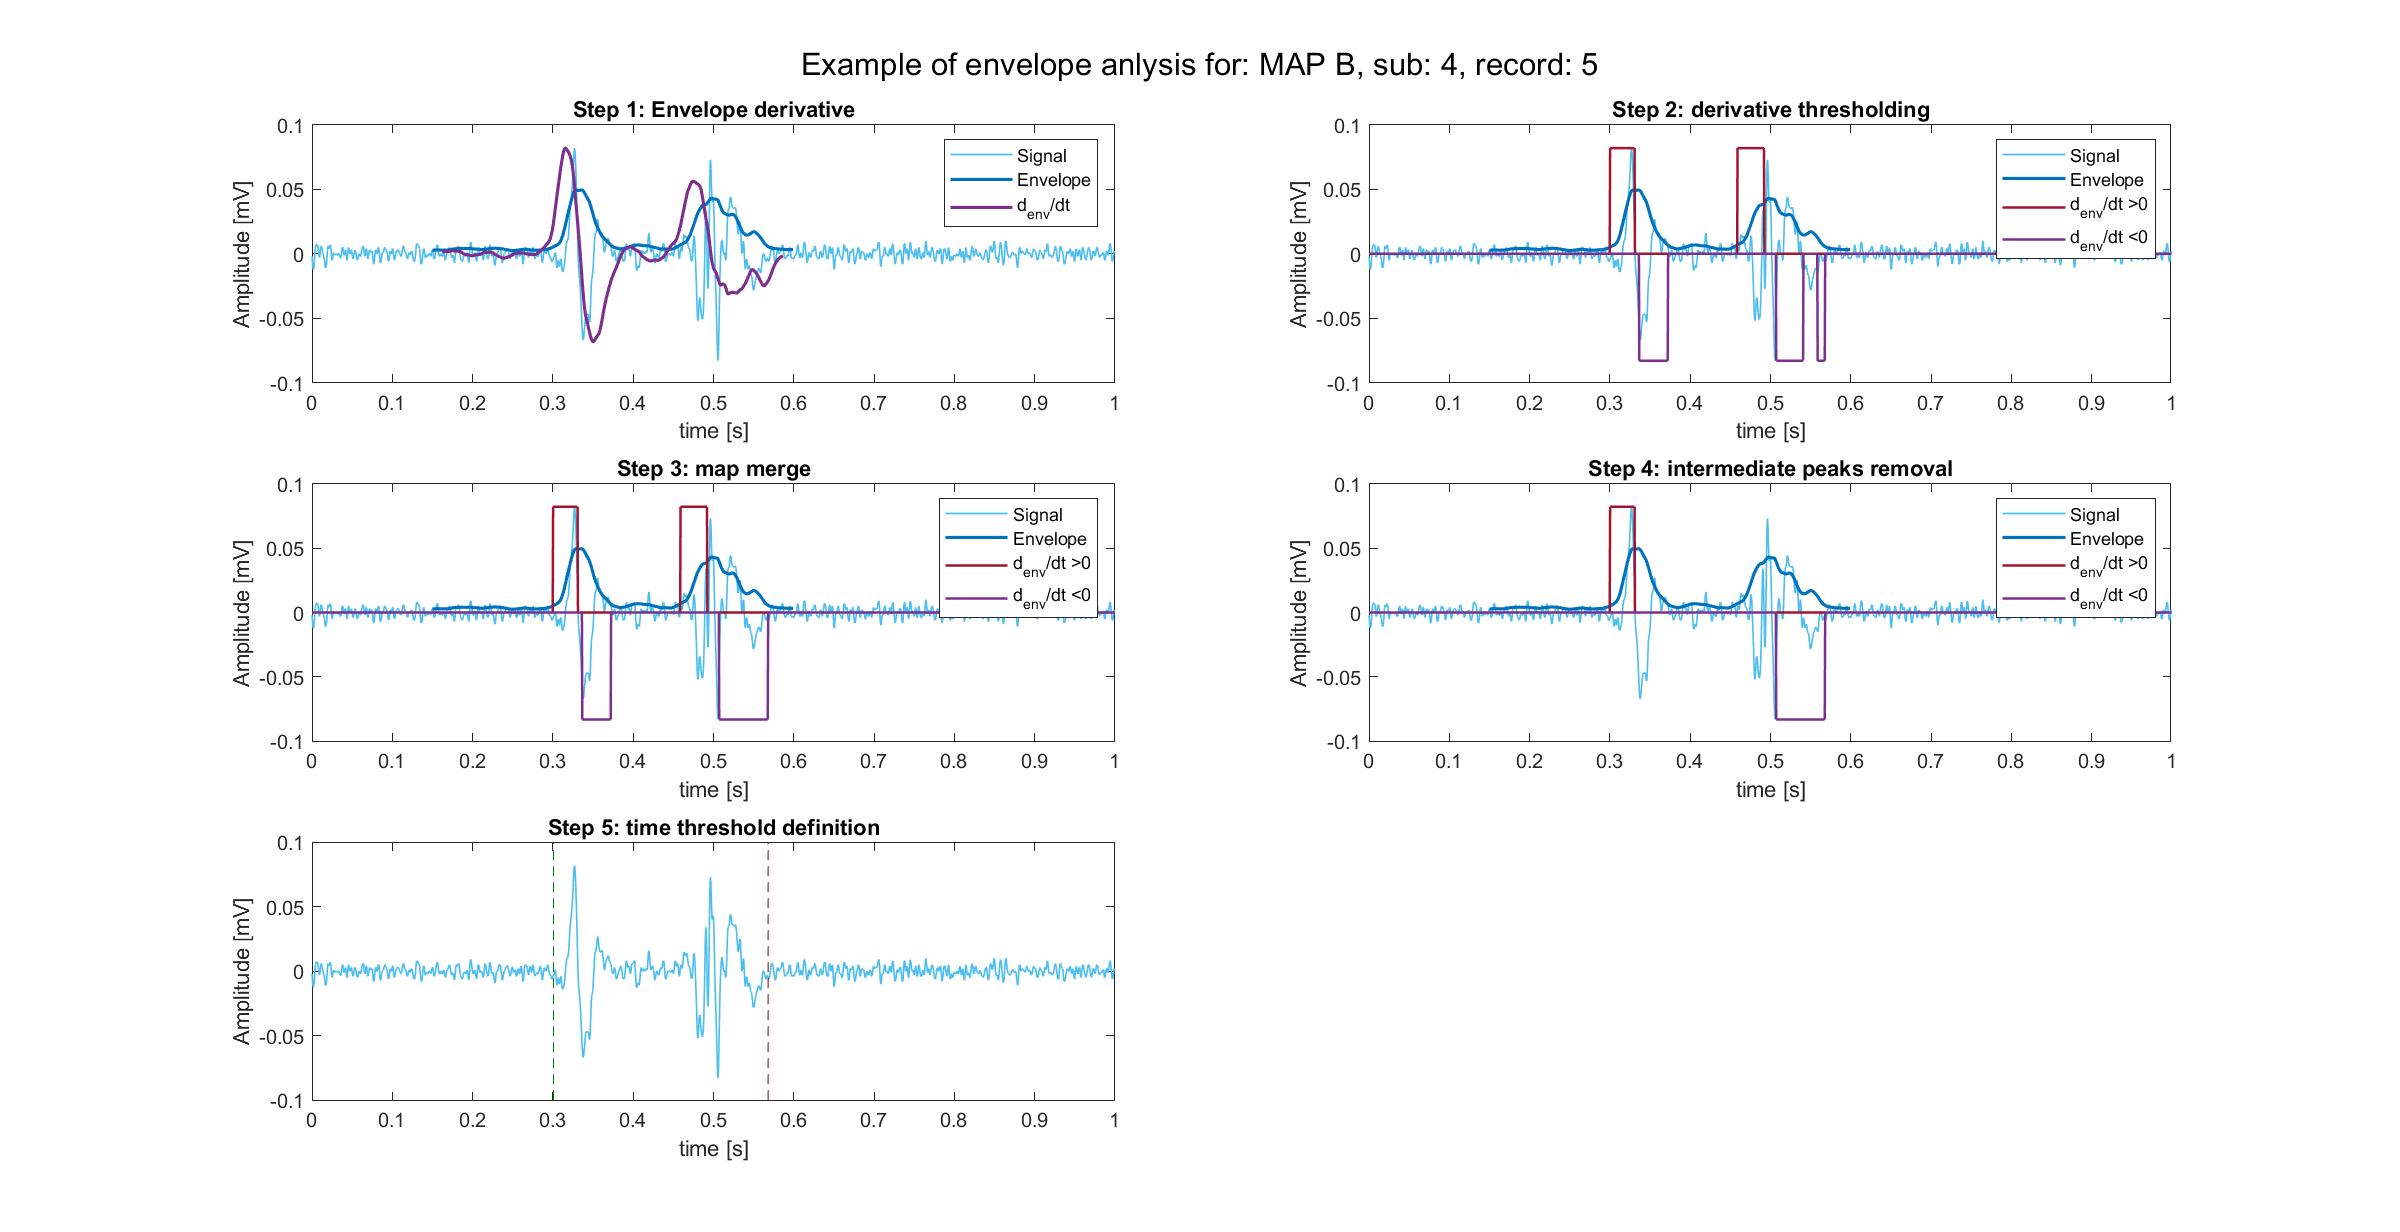 Example of envelope anlysis for: MAP B, sub: 4, record: 5
Step 1: Envelope derivative
0.1
0.05
0
-0.05
-0.1
Amplitude [mV]
Signal
Envelope
d_env/dt
0 0.1 0.2 0.3 0.4 0.5 0.6 0.7 0.8 0.9 1
time [s]
Step 2: derivative thresholding
0.1
0.05
0
-0.05
-0.1
Amplitude [mV]
Signal
Envelope
d_env/dt >0
d_env/dt <0
0 0.1 0.2 0.3 0.4 0.5 0.6 0.7 0.8 0.9 1
time [s]
Step 3: map merge
0.1
0.05
0
-0.05
-0.1
Amplitude [mV]
Signal
Envelope
d_env/dt >0
d_env/dt <0
0 0.1 0.2 0.3 0.4 0.5 0.6 0.7 0.8 0.9 1
time [s]
Step 4: intermediate peaks removal
0.1
0.05
0
-0.05
-0.1
Amplitude [mV]
Signal
Envelope
d_env/dt >0
d_env/dt <0
0 0.1 0.2 0.3 0.4 0.5 0.6 0.7 0.8 0.9 1
time [s]
Step 5: time threshold definition
0.1
0.05
0
-0.05
-0.1
Amplitude [mV]
0 0.1 0.2 0.3 0.4 0.5 0.6 0.7 0.8 0.9 1
time [s]